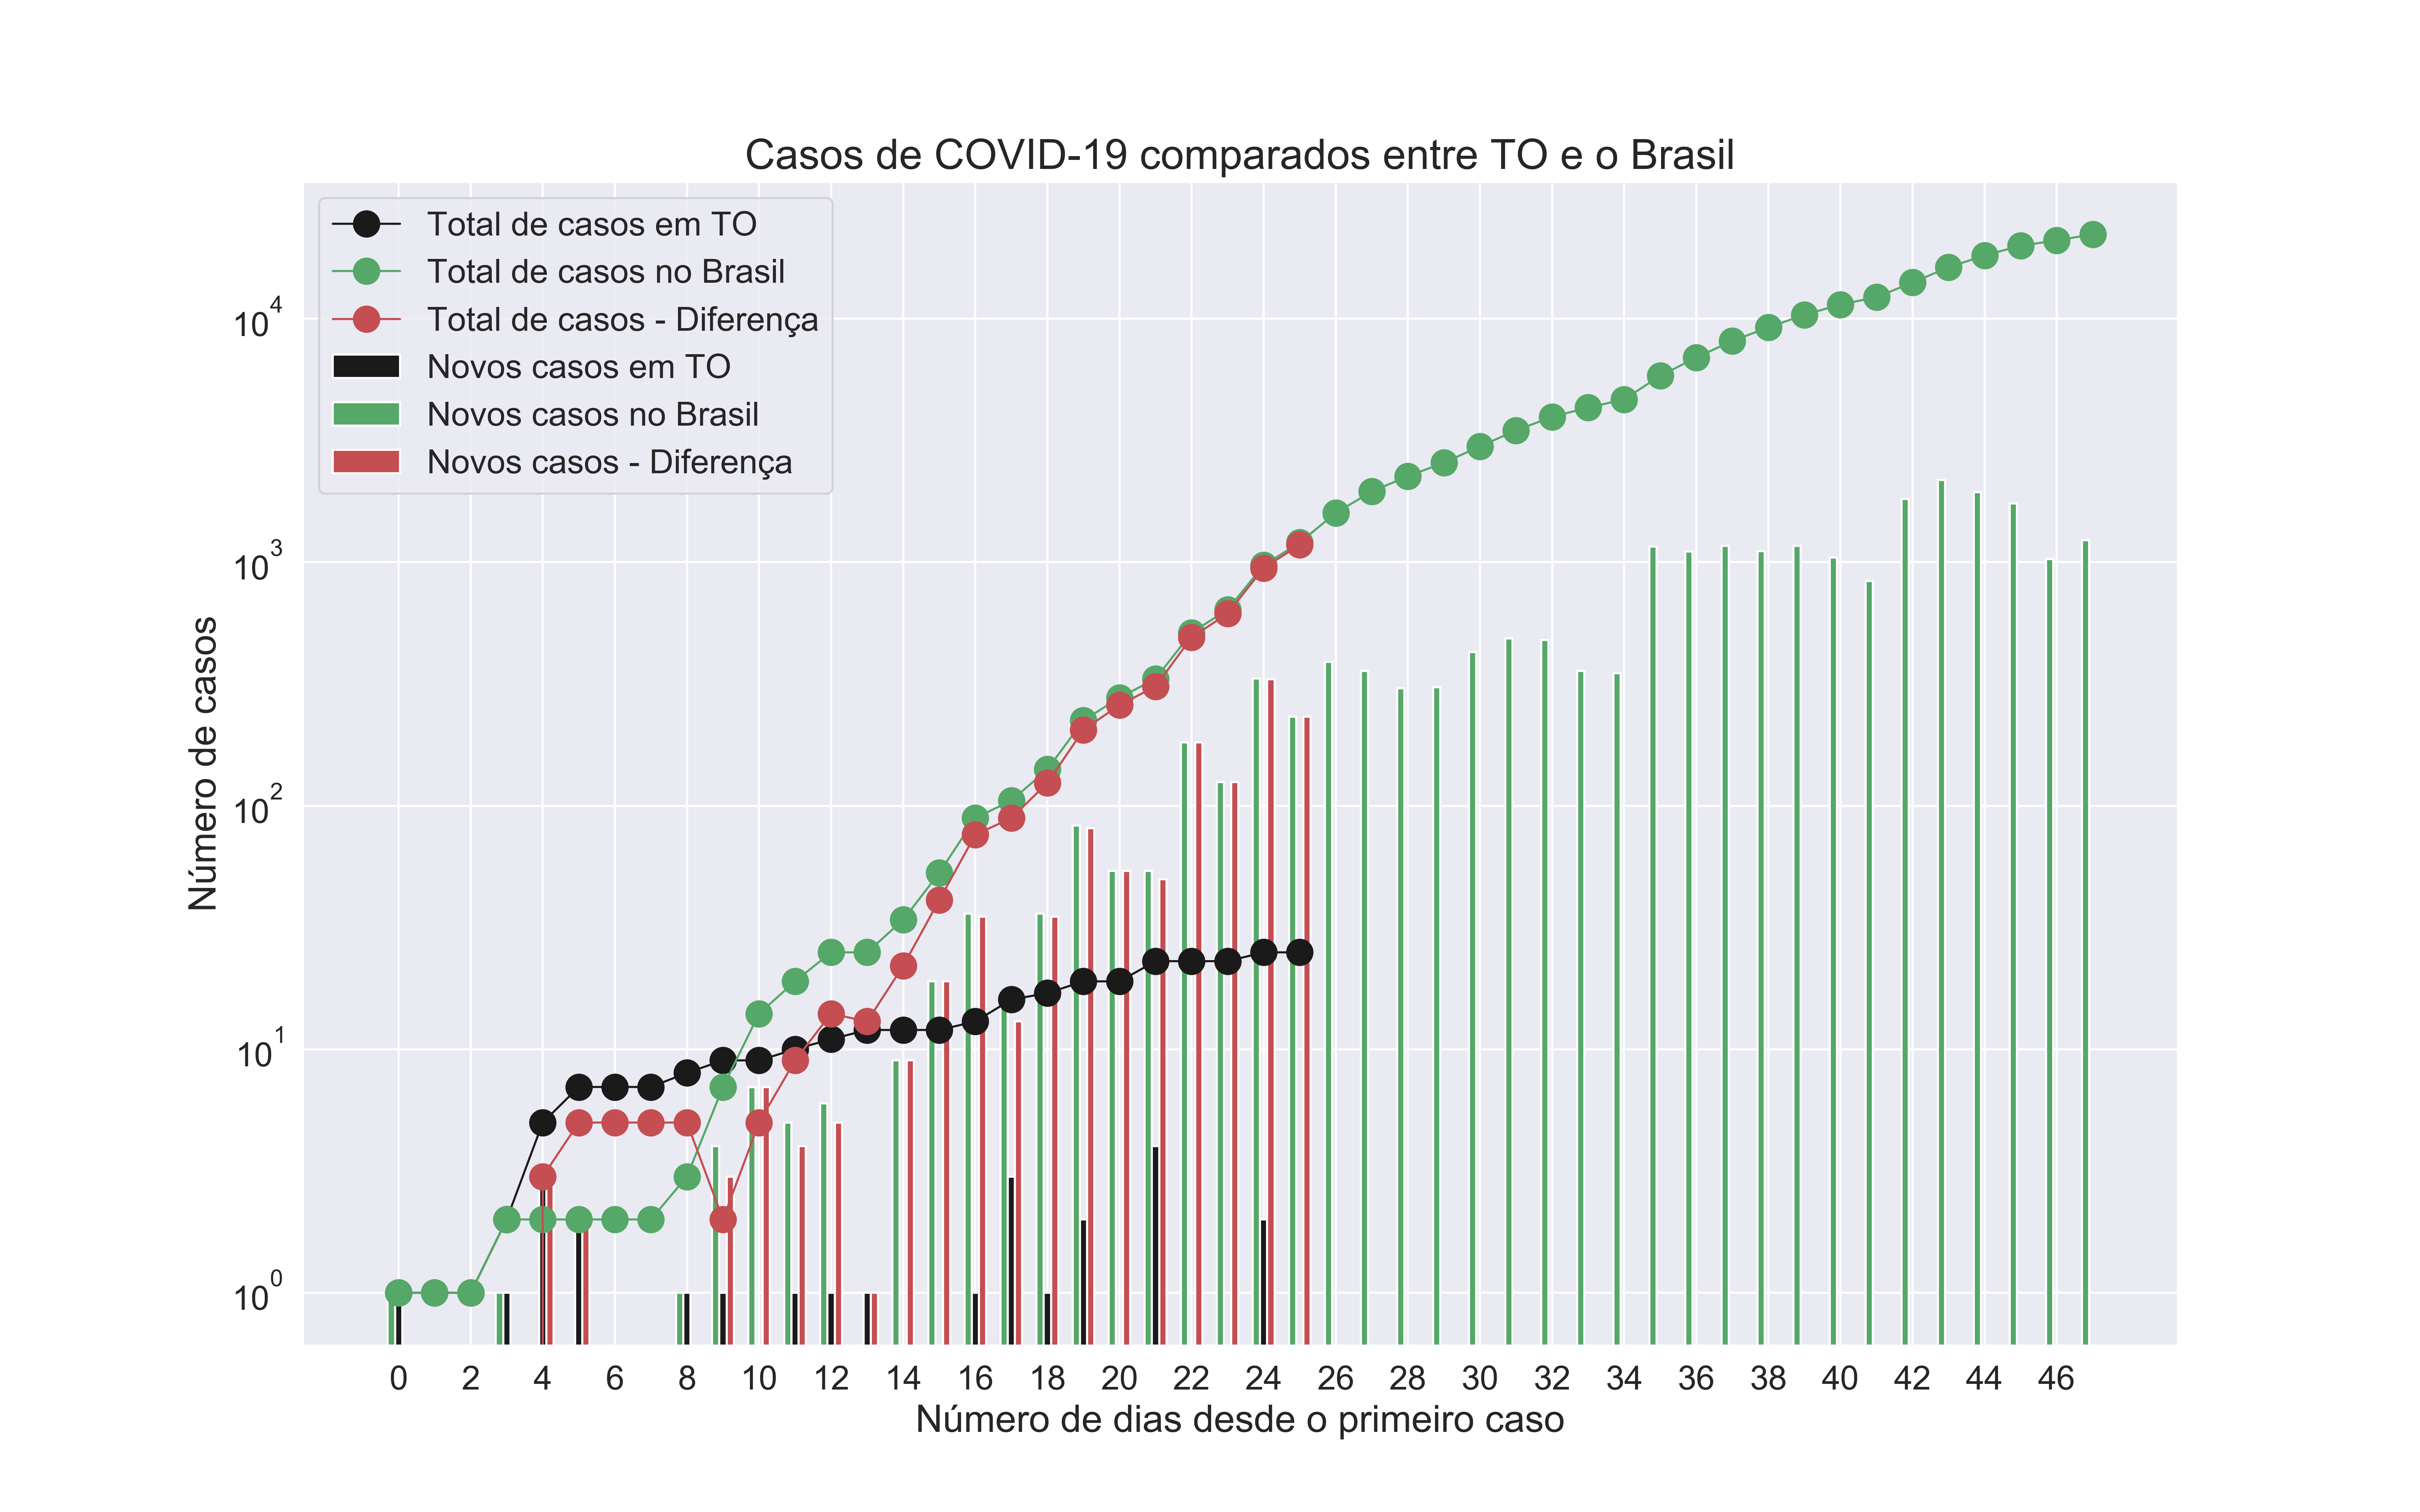 Casos de COVID-19 comparados entre TO e o Brasil
Total de casos em TO
Total de casos no Brasil
Total de casos - Diferença
Novos casos em TO
Novos casos no Brasil
Novos casos - Diferença
Número de casos
10^4
10^3
10^2
10^1
10^0
0 2 4 6 8 10 12 14 16 18 20 22 24 26 28 30 32 34 36 38 40 42 44 46
Número de dias desde o primeiro caso